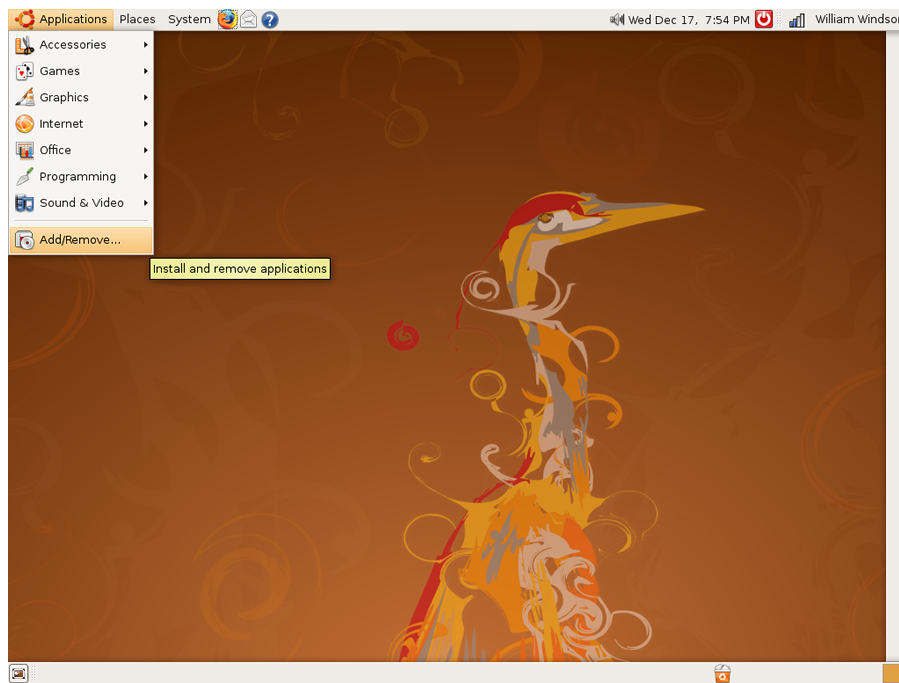 Applications Places System Wed Dec 17, 7:54 PM William Windsor
Accessories
Games
Graphics
Internet
Office
Programming
Sound & Video
Add/Remove...
Install and remove applications